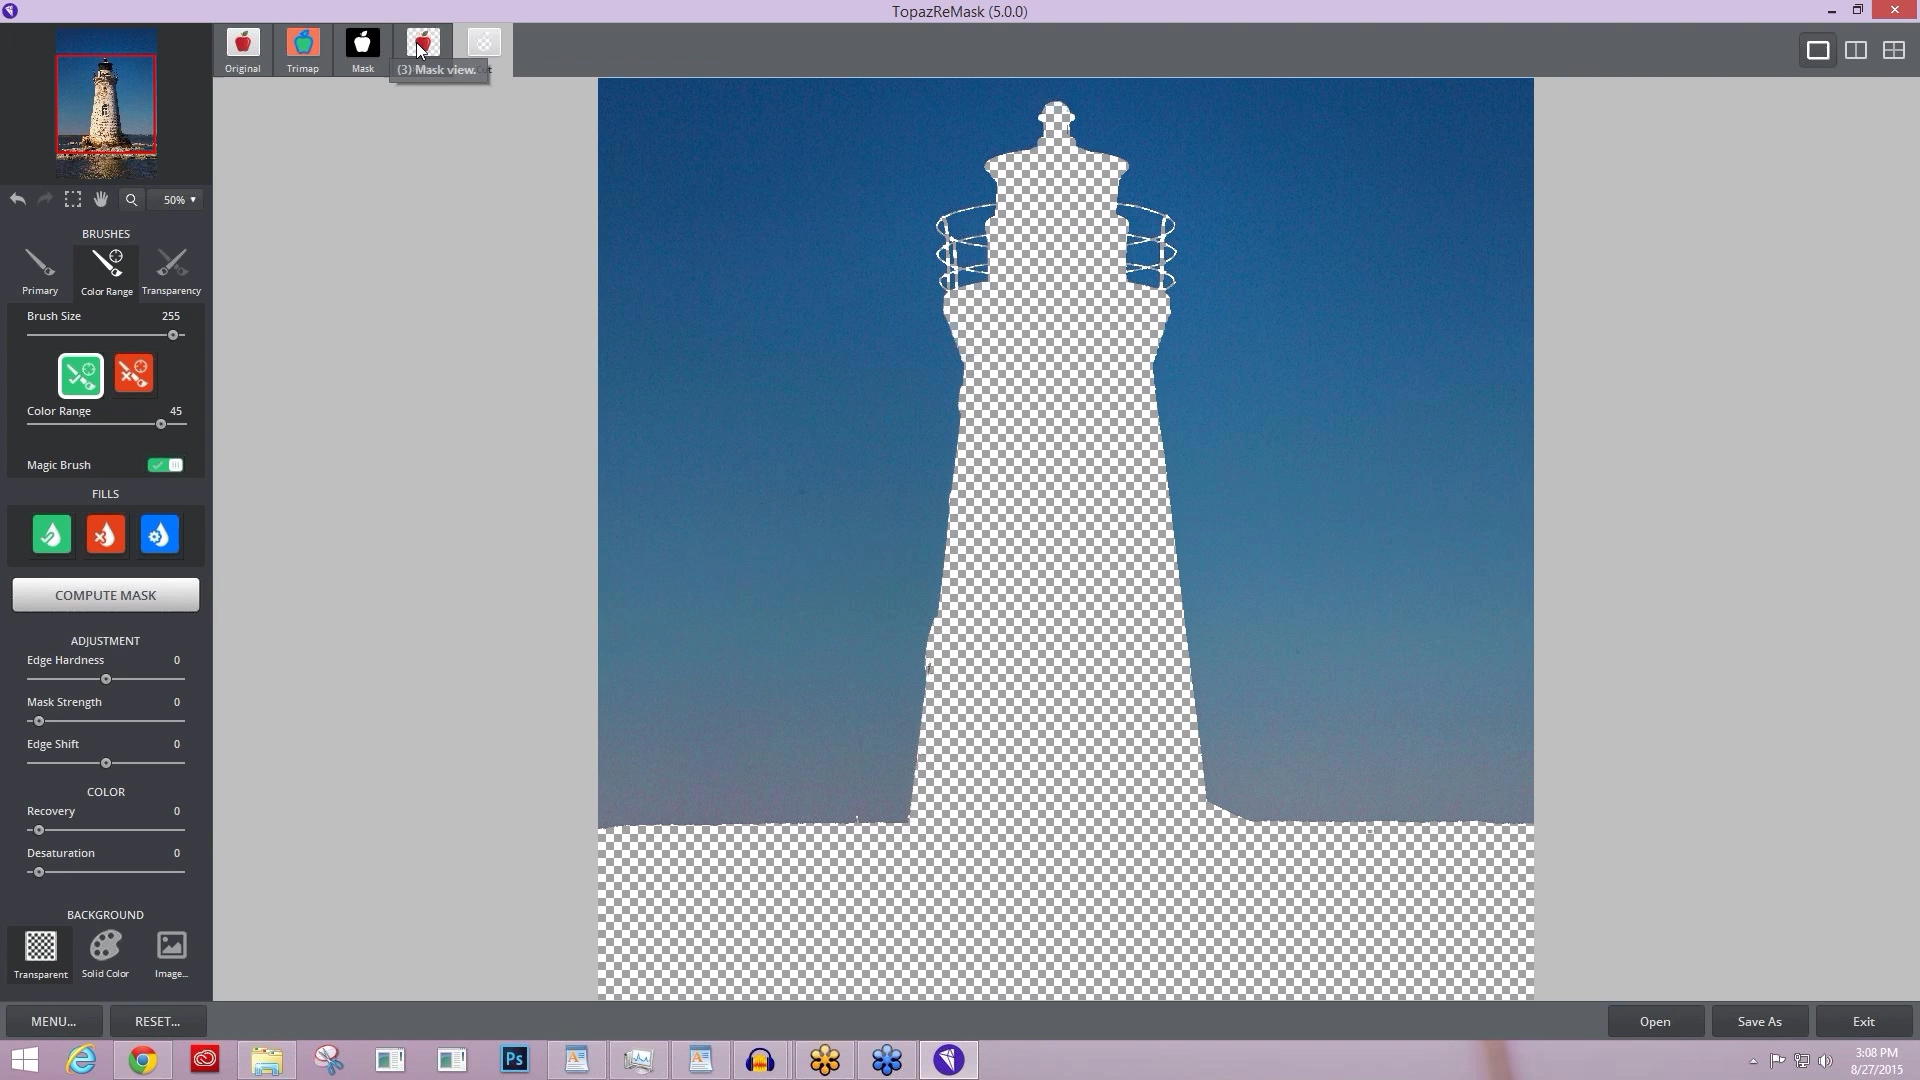 TopazReMask (5.0.0)
Original
Trimap
Mask
(3) Mask view.
50%
BRUSHES
Primary
Color Range
Transparency
Brush Size 255
Color Range 45
Magic Brush
FILLS
COMPUTE MASK
ADJUSTMENT
Edge Hardness 0
Mask Strength 0
Edge Shift 0
COLOR
Recovery 0
Desaturation 0
BACKGROUND
Transparent
Solid Color
Image...
MENU...
RESET...
Open
Save As
Exit
Ps
3:08 PM
8/27/2015